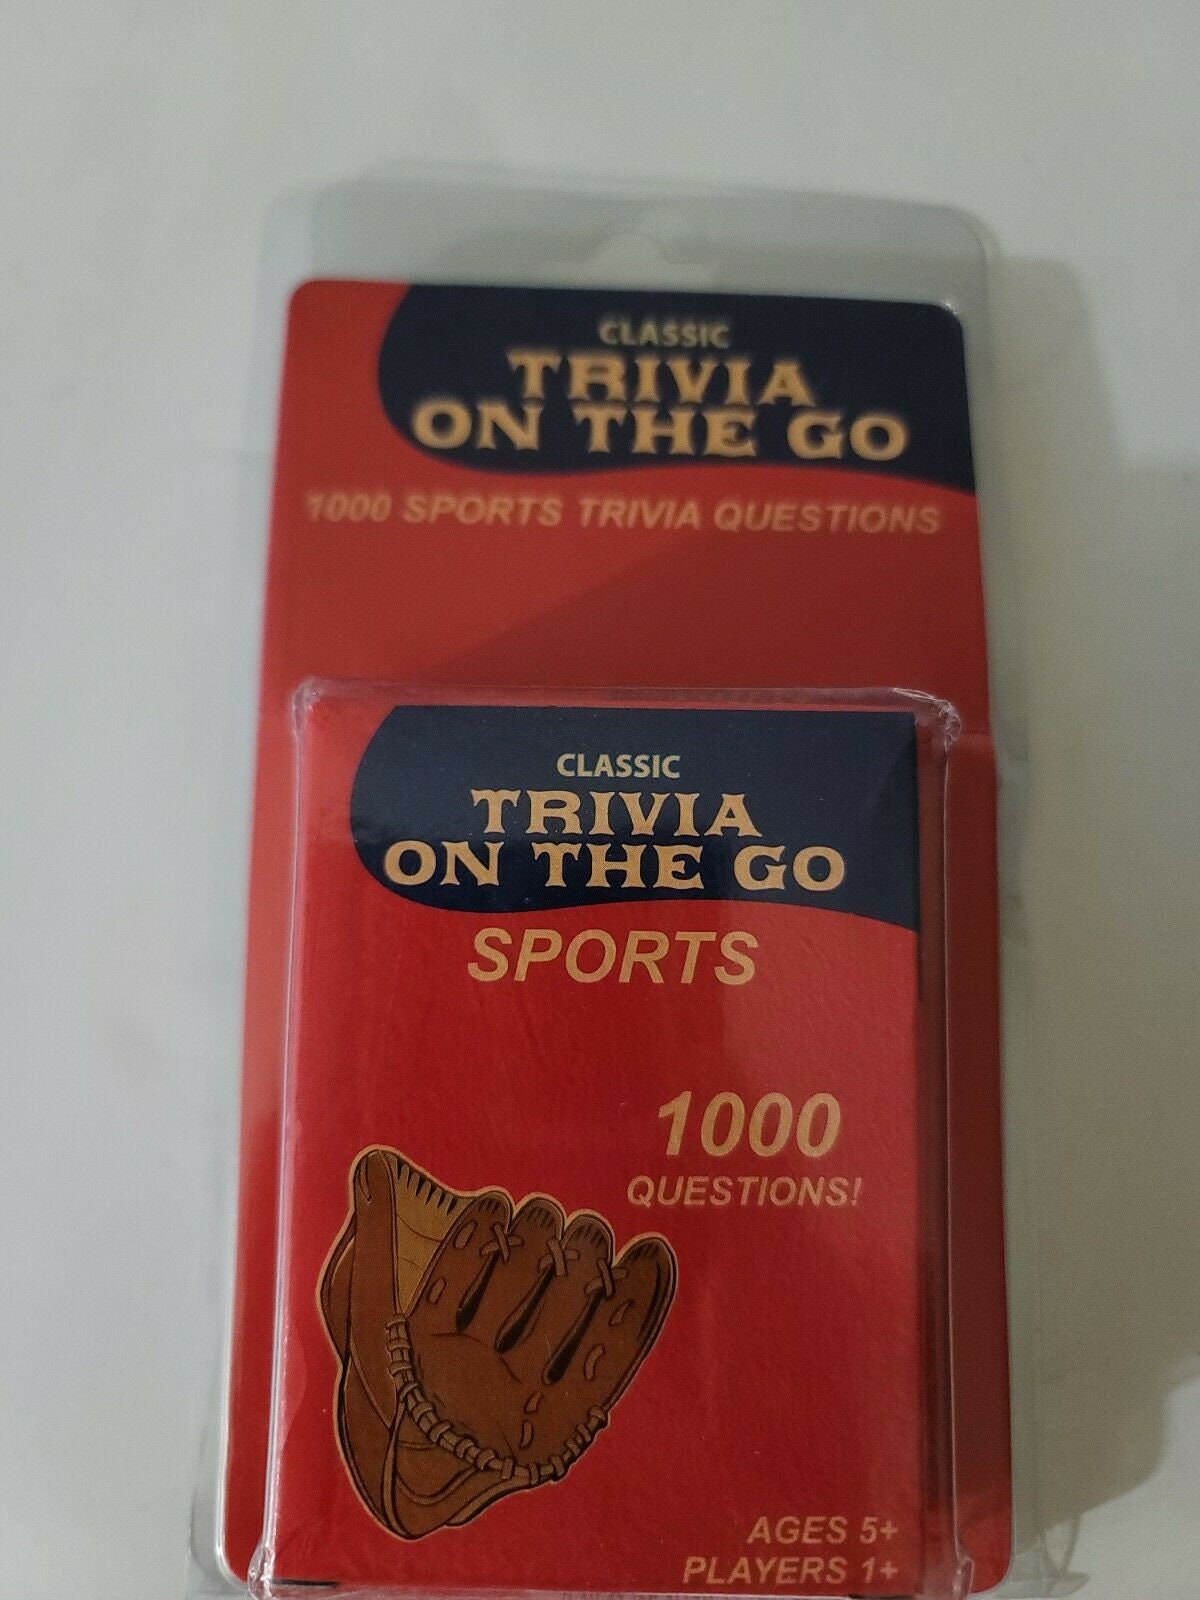 CLASSIC
TRIVIA
ON THE GO
1000 SPORTS TRIVIA QUESTIONS
CLASSIC
TRIVIA
ON THE GO
SPORTS
1000
QUESTIONS!
AGES 5+
PLAYERS 1+